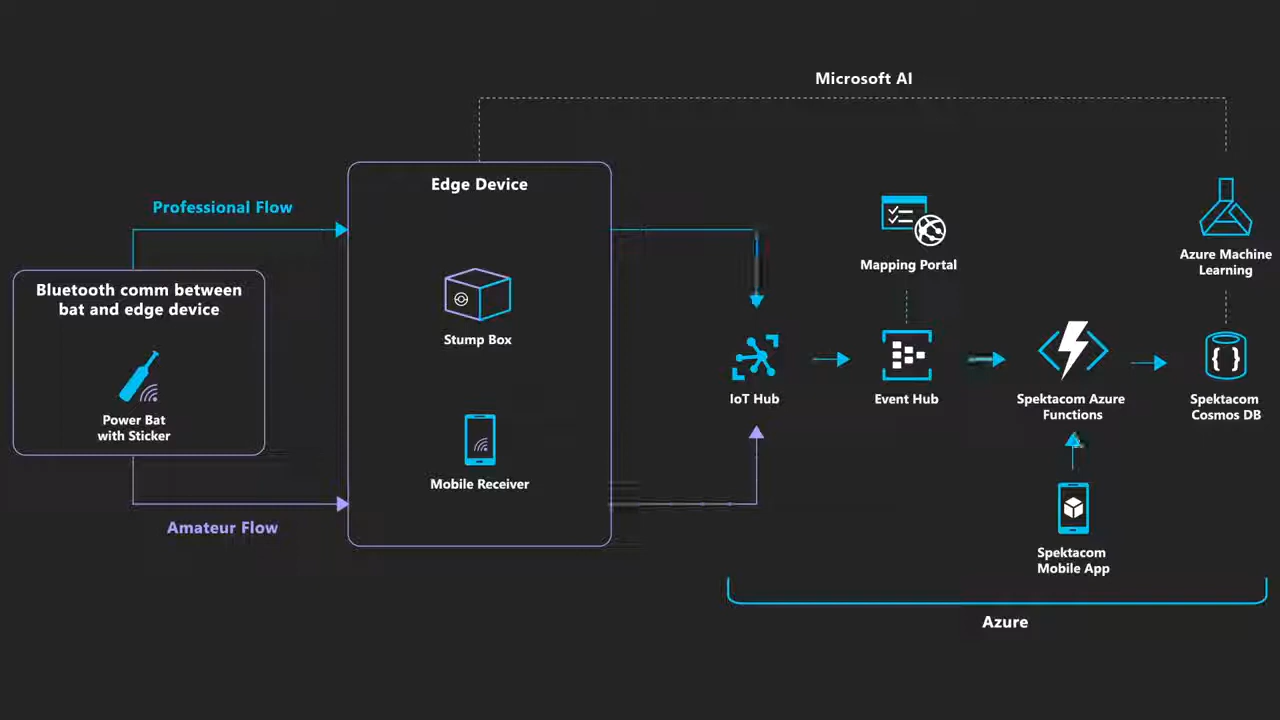 Microsoft AI
Edge Device
Professional Flow
Bluetooth comm between
bat and edge device
Power Bat
with Sticker
Amateur Flow
Stump Box
Mobile Receiver
Mapping Portal
Azure Machine
Learning
IoT Hub
Event Hub
Spektacom Azure
Functions
Spektacom
Cosmos DB
Spektacom
Mobile App
Azure